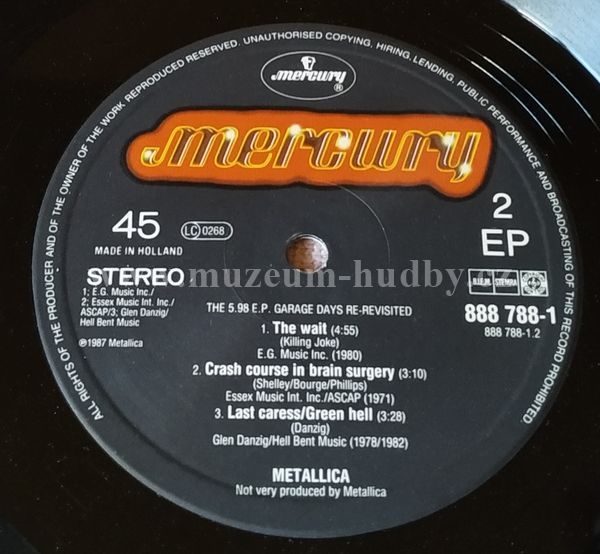 ALL RIGHTS OF THE PRODUCER AND OF THE OWNER OF THE WORK REPRODUCED RESERVED. UNAUTHORISED COPYING, HIRING, LENDING, PUBLIC PERFORMANCE AND BROADCASTING OF THIS RECORD PROHIBITED.
mercury ®
mercury
45
LC 0268
MADE IN HOLLAND
2
EP
STEREO
www.muzeum-hudby.cz
1; E.G. Music Inc./
2; Essex Music Int. Inc./
ASCAP/3; Glen Danzig/
Hell Bent Music
℗1987 Metallica
B.I.E.M. STEMRA
888 788-1
888 788-1.2
THE 5.98 E.P. GARAGE DAYS RE-REVISITED
1. The wait (4:55)
(Killing Joke)
E.G. Music Inc. (1980)
2. Crash course in brain surgery (3:10)
(Shelley/Bourge/Phillips)
Essex Music Int. Inc./ASCAP (1971)
3. Last caress/Green hell (3:28)
(Danzig)
Glen Danzig/Hell Bent Music (1978/1982)
METALLICA
Not very produced by Metallica